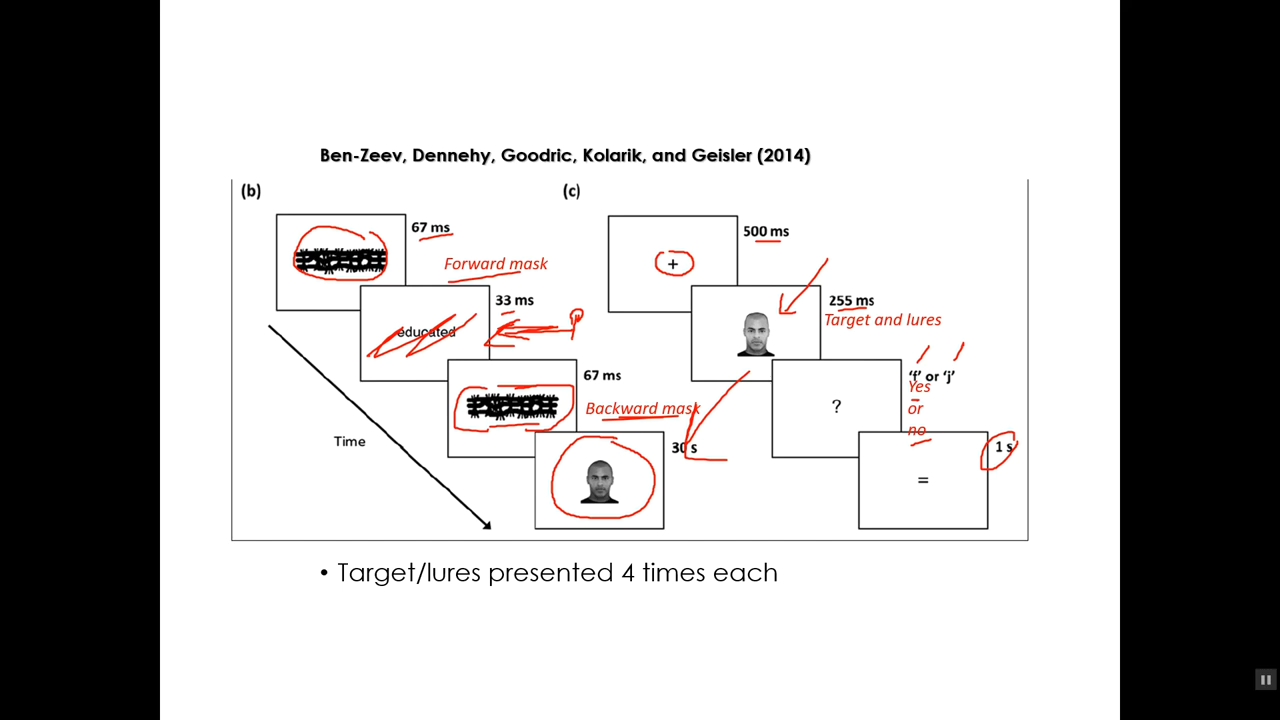 Ben-Zeev, Dennehy, Goodric, Kolarik, and Geisler (2014)
(b)
67 ms
Forward mask
33 ms
educated
67 ms
Backward mask
30 s
Time
(c)
500 ms
+
255 ms
Target and lures
'f' or 'j'
Yes
or
no
?
1 s
=
• Target/lures presented 4 times each